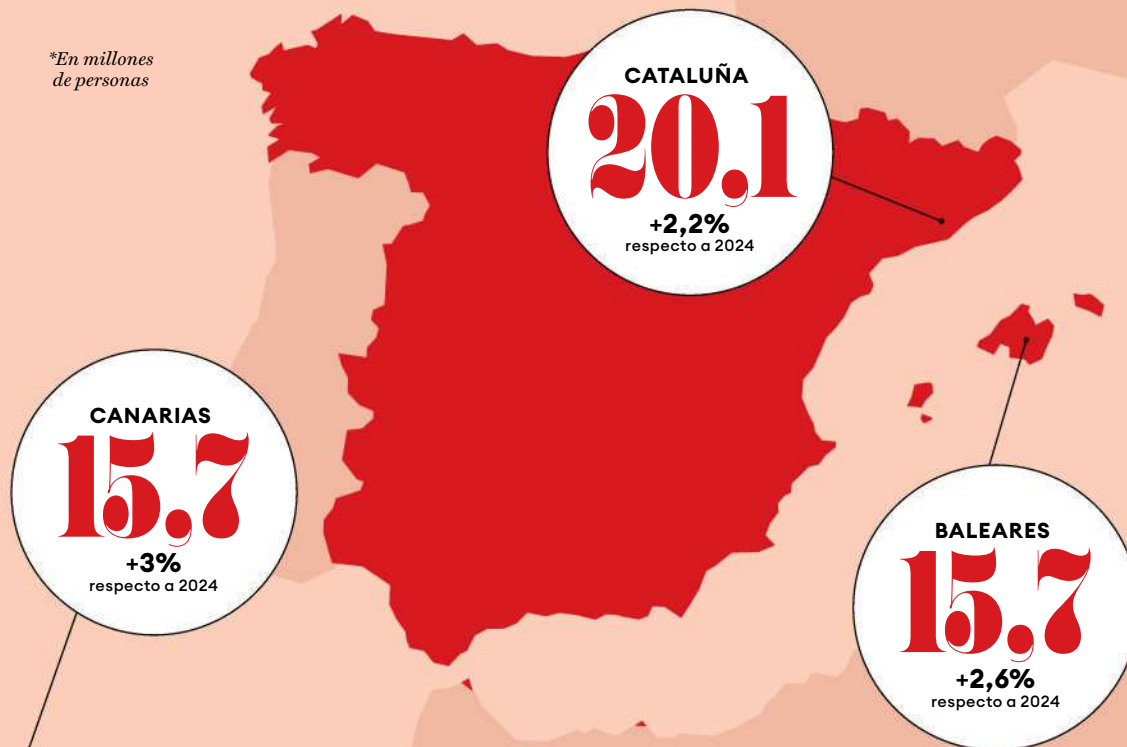 *En millones
de personas
CATALUÑA
20,1
+2,2%
respecto a 2024
CANARIAS
15,7
+3%
respecto a 2024
BALEARES
15,7
+2,6%
respecto a 2024